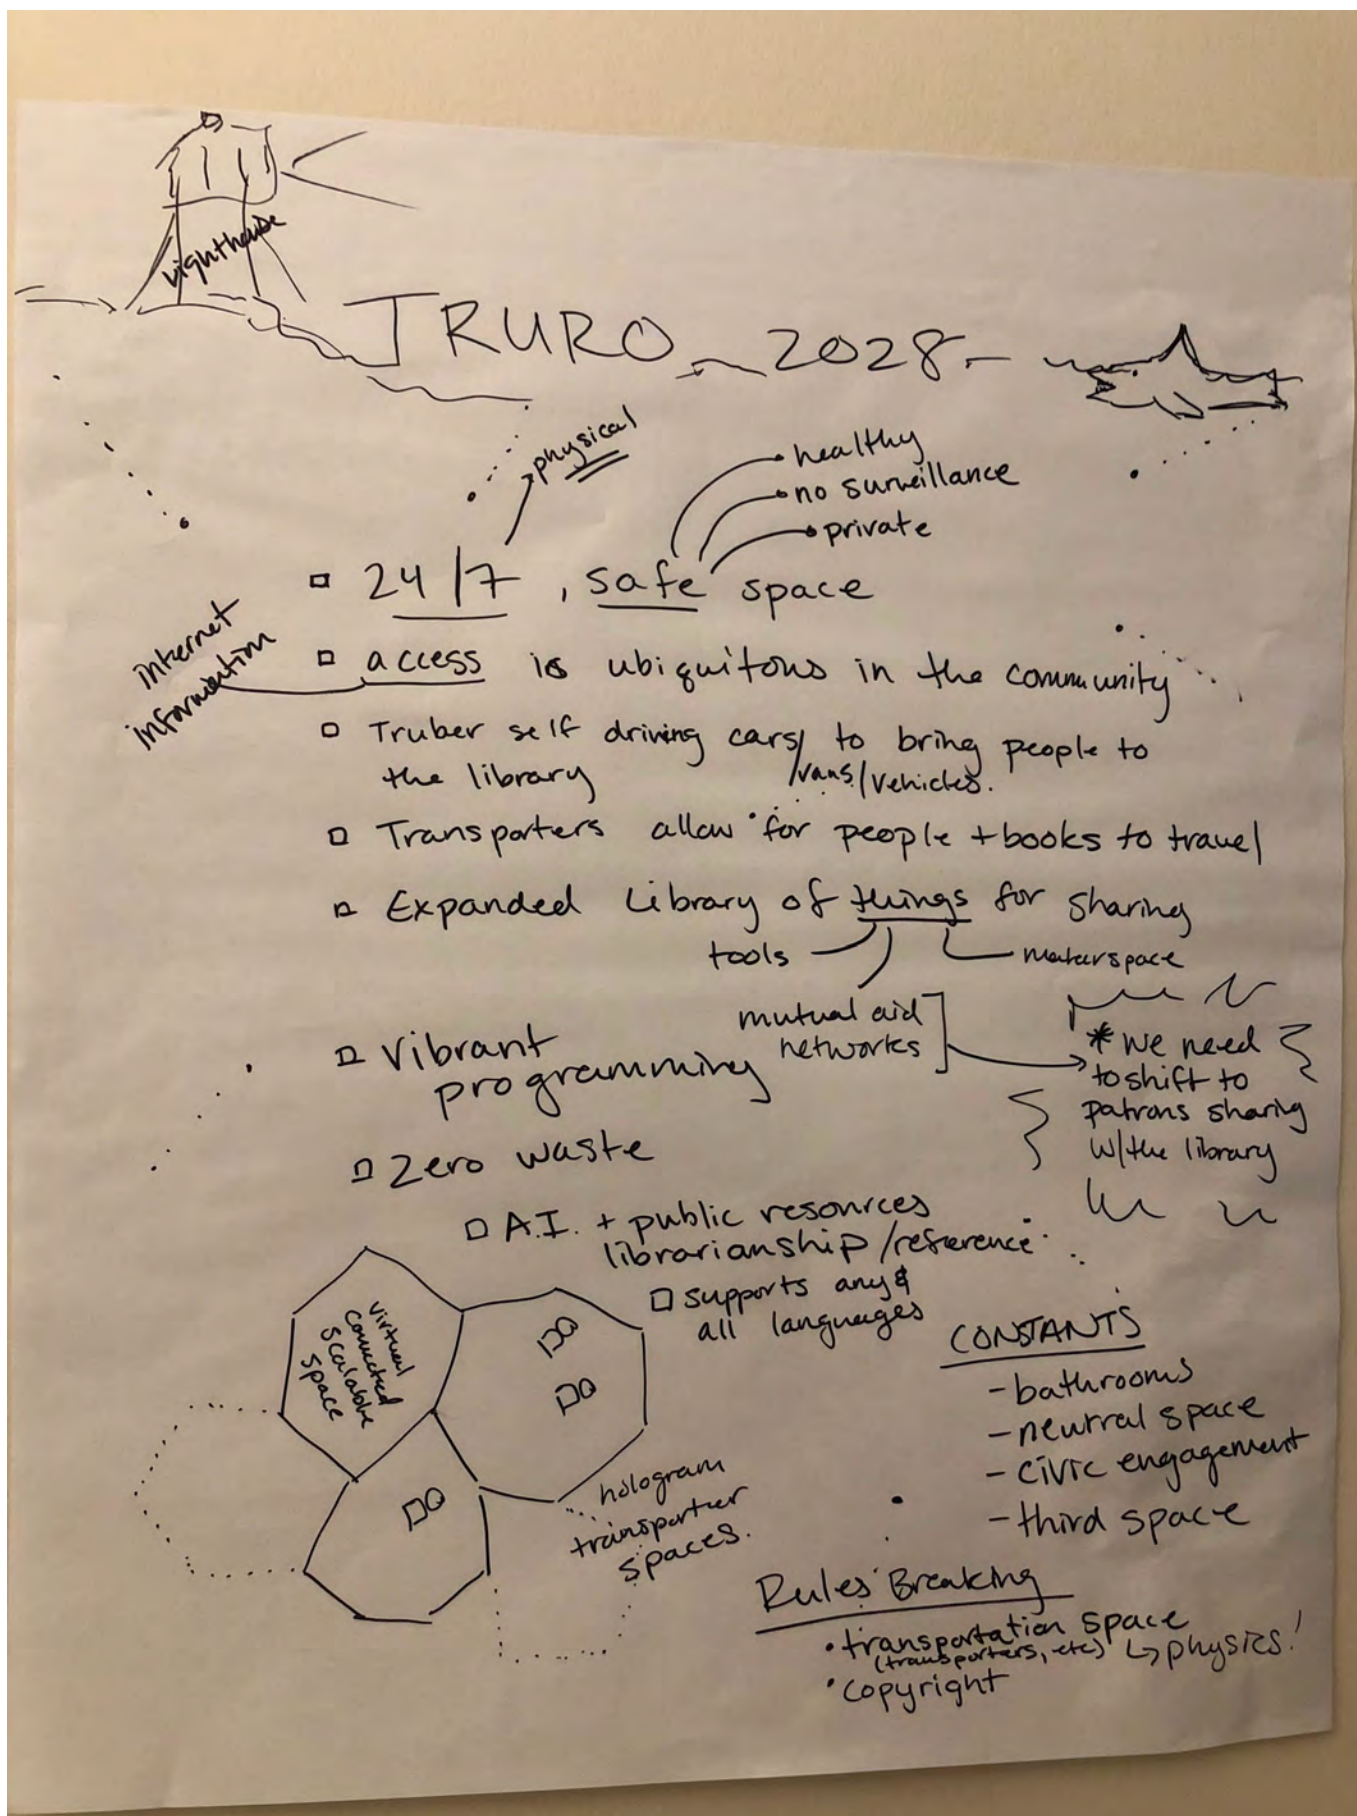 Lighthouse
TRURO 2028
physical
• healthy
• no surveillance
• private
24/7, safe space
internet
information
access is ubiquitous in the community
Truber self driving cars/ to bring people to
the library /vans/vehicles.
Transporters allow for people + books to travel
Expanded Library of things for sharing
tools
makerspace
mutual aid
networks
* we need
to shift to
patrons sharing
w/the library
Vibrant
programming
Zero waste
A.I. + public resources
librarianship/reference
supports any &
all languages
virtual
connected
scalable
space
hologram
transporter
spaces.
CONSTANTS
- bathrooms
- neutral space
- civic engagement
- third space
Rules Breaking
• transportation space
(transporters, etc) ↳ physics!
• copyright